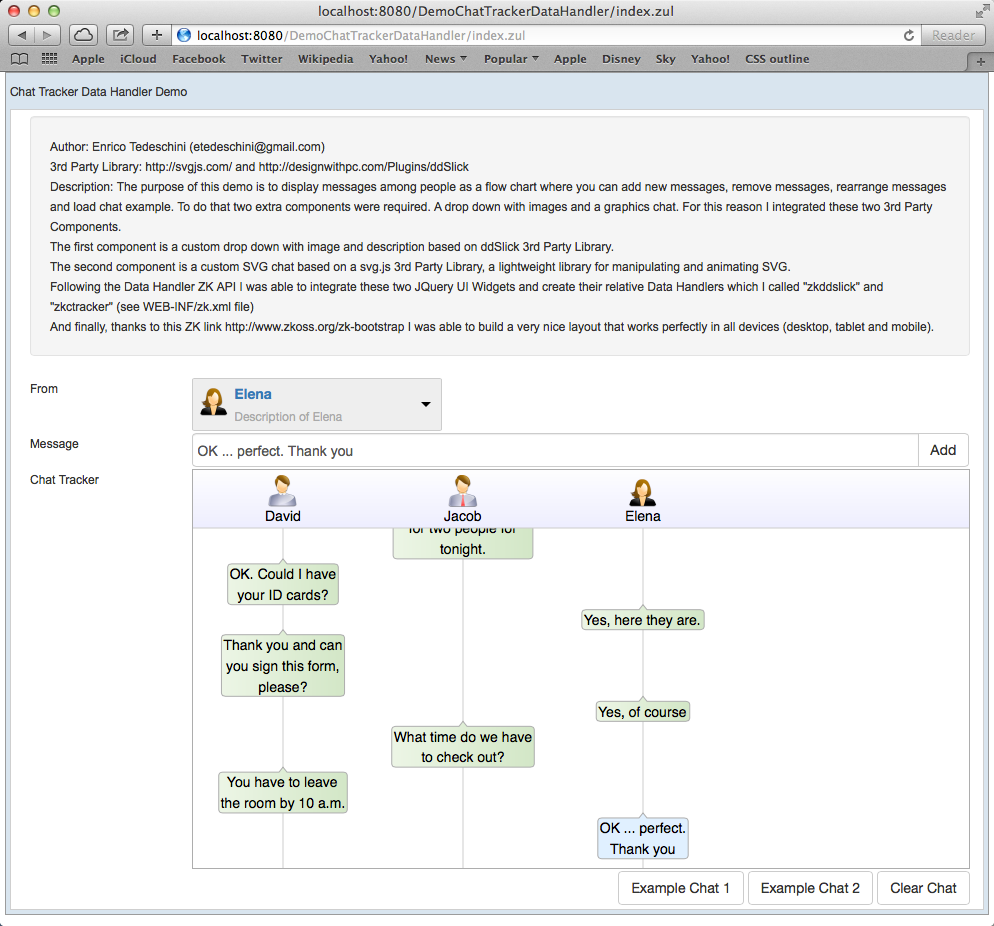 localhost:8080/DemoChatTrackerDataHandler/index.zul
localhost:8080/DemoChatTrackerDataHandler/index.zul
Reader
Apple iCloud Facebook Twitter Wikipedia Yahoo! News Popular Apple Disney Sky Yahoo! CSS outline
Chat Tracker Data Handler Demo
Author: Enrico Tedeschini (etedeschini@gmail.com)
3rd Party Library: http://svgjs.com/ and http://designwithpc.com/Plugins/ddSlick
Description: The purpose of this demo is to display messages among people as a flow chart where you can add new messages, remove messages, rearrange messages
and load chat example. To do that two extra components were required. A drop down with images and a graphics chat. For this reason I integrated these two 3rd Party
Components.
The first component is a custom drop down with image and description based on ddSlick 3rd Party Library.
The second component is a custom SVG chat based on a svg.js 3rd Party Library, a lightweight library for manipulating and animating SVG.
Following the Data Handler ZK API I was able to integrate these two JQuery UI Widgets and create their relative Data Handlers which I called "zkddslick" and
"zkctracker" (see WEB-INF/zk.xml file)
And finally, thanks to this ZK link http://www.zkoss.org/zk-bootstrap I was able to build a very nice layout that works perfectly in all devices (desktop, tablet and mobile).
From
Elena
Description of Elena
Message
OK ... perfect. Thank you
Add
Chat Tracker
David
Jacob
Elena
for two people for
tonight.
OK. Could I have
your ID cards?
Yes, here they are.
Thank you and can
you sign this form,
please?
Yes, of course
What time do we have
to check out?
You have to leave
the room by 10 a.m.
OK ... perfect.
Thank you
Example Chat 1
Example Chat 2
Clear Chat